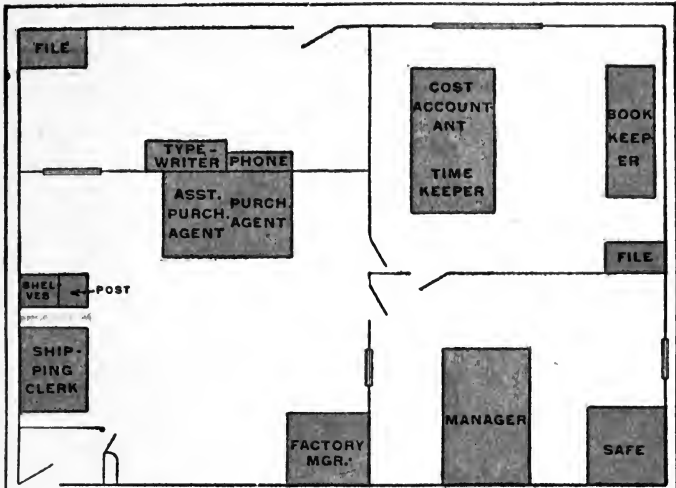 FILE
COST
ACCOUNT-
ANT
TIME
KEEPER
BOOK
KEEP-
ER
TYPE-
WRITER
PHONE
ASST.
PURCH.
AGENT
PURCH.
AGENT
FILE
SHEL-
VES
POST
SHIP-
PING
CLERK
FACTORY
MGR.
MANAGER
SAFE